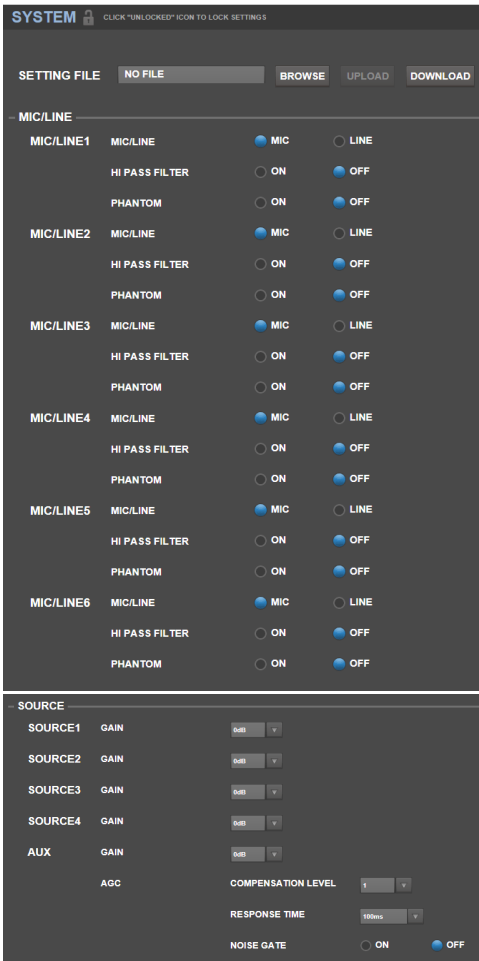 SYSTEM CLICK "UNLOCKED" ICON TO LOCK SETTINGS
SETTING FILE NO FILE BROWSE UPLOAD DOWNLOAD
MIC/LINE
MIC/LINE1 MIC/LINE MIC LINE
HI PASS FILTER ON OFF
PHANTOM ON OFF
MIC/LINE2 MIC/LINE MIC LINE
HI PASS FILTER ON OFF
PHANTOM ON OFF
MIC/LINE3 MIC/LINE MIC LINE
HI PASS FILTER ON OFF
PHANTOM ON OFF
MIC/LINE4 MIC/LINE MIC LINE
HI PASS FILTER ON OFF
PHANTOM ON OFF
MIC/LINE5 MIC/LINE MIC LINE
HI PASS FILTER ON OFF
PHANTOM ON OFF
MIC/LINE6 MIC/LINE MIC LINE
HI PASS FILTER ON OFF
PHANTOM ON OFF
SOURCE
SOURCE1 GAIN 0dB
SOURCE2 GAIN 0dB
SOURCE3 GAIN 0dB
SOURCE4 GAIN 0dB
AUX GAIN 0dB
AGC COMPENSATION LEVEL 1
RESPONSE TIME 100ms
NOISE GATE ON OFF